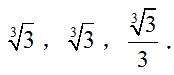 ∛3 , ∛3 , ∛3/3 .